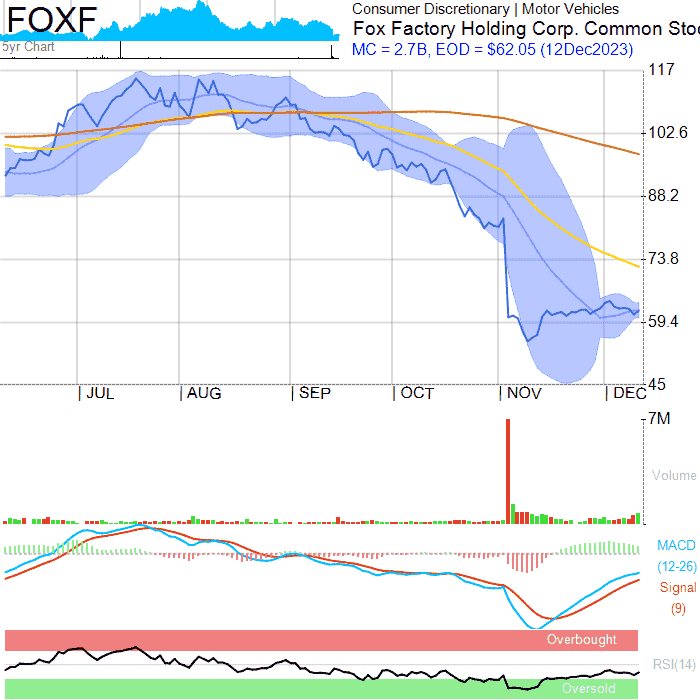 FOXF
5yr Chart
Consumer Discretionary | Motor Vehicles
Fox Factory Holding Corp. Common Sto
MC = 2.7B, EOD = $62.05 (12Dec2023)
117
102.6
88.2
73.8
59.4
45
JUL AUG SEP OCT NOV DEC
7M
Volume
MACD
(12-26)
Signal
(9)
Overbought
RSI(14)
Oversold